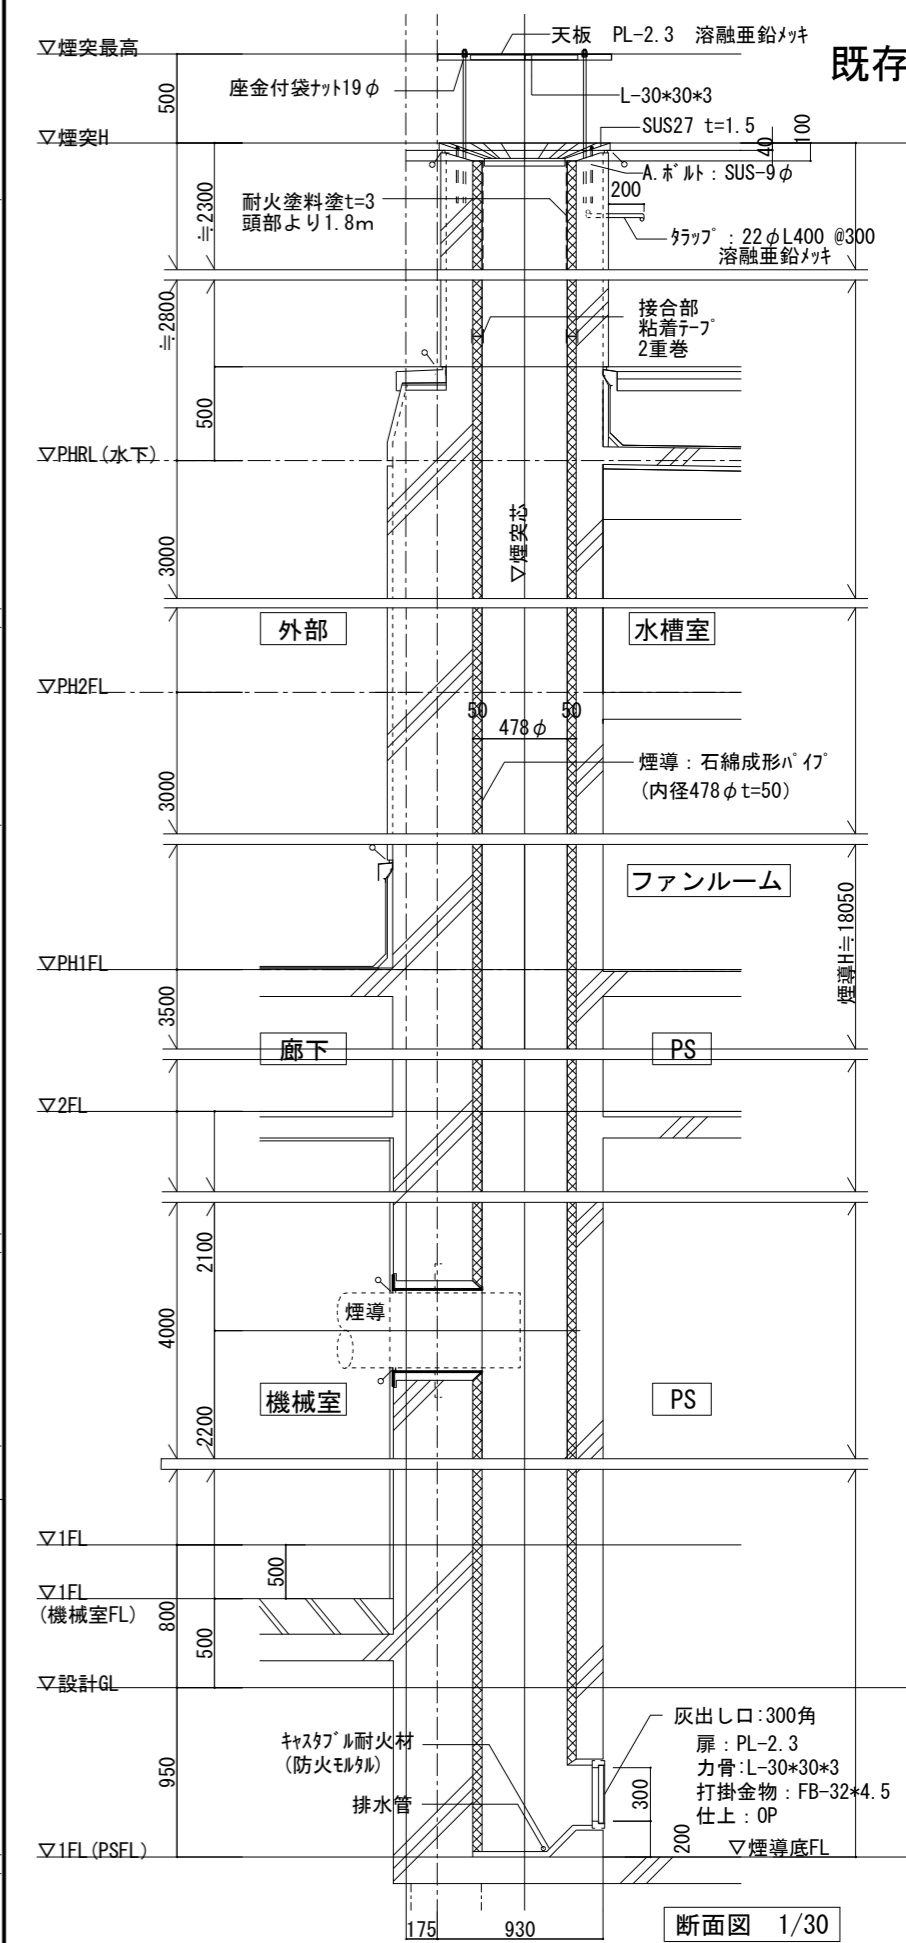 ▽煙突最高
天板 PL-2.3 溶融亜鉛ﾒｯｷ
既存
座金付袋ﾅｯﾄ19φ
500
L-30*30*3
▽煙突H
SUS27 t=1.5
40
100
A.ﾎﾞﾙﾄ：SUS-9φ
200
耐火塗料塗t=3
頭部より1.8m
≒2300
ﾀﾗｯﾌﾟ：22φL400 @300
溶融亜鉛ﾒｯｷ
≒2800
接合部
粘着ﾃｰﾌﾟ
2重巻
500
▽PHRL(水下)
▽煙突芯
3000
外部
水槽室
▽PH2FL
50
50
478φ
煙導：石綿成形ﾊﾟｲﾌﾟ
(内径478φt=50)
3000
ファンルーム
煙導H≒18050
▽PH1FL
3500
廊下
PS
▽2FL
2100
煙導
4000
機械室
PS
2200
▽1FL
500
▽1FL
(機械室FL)
800
500
▽設計GL
灰出し口:300角
扉：PL-2.3
力骨:L-30*30*3
打掛金物：FB-32*4.5
仕上：OP
ｷｬｽﾀﾌﾞﾙ耐火材
(防火ﾓﾙﾀﾙ)
950
300
排水管
200
▽1FL(PSFL)
▽煙導底FL
175
930
断面図 1/30